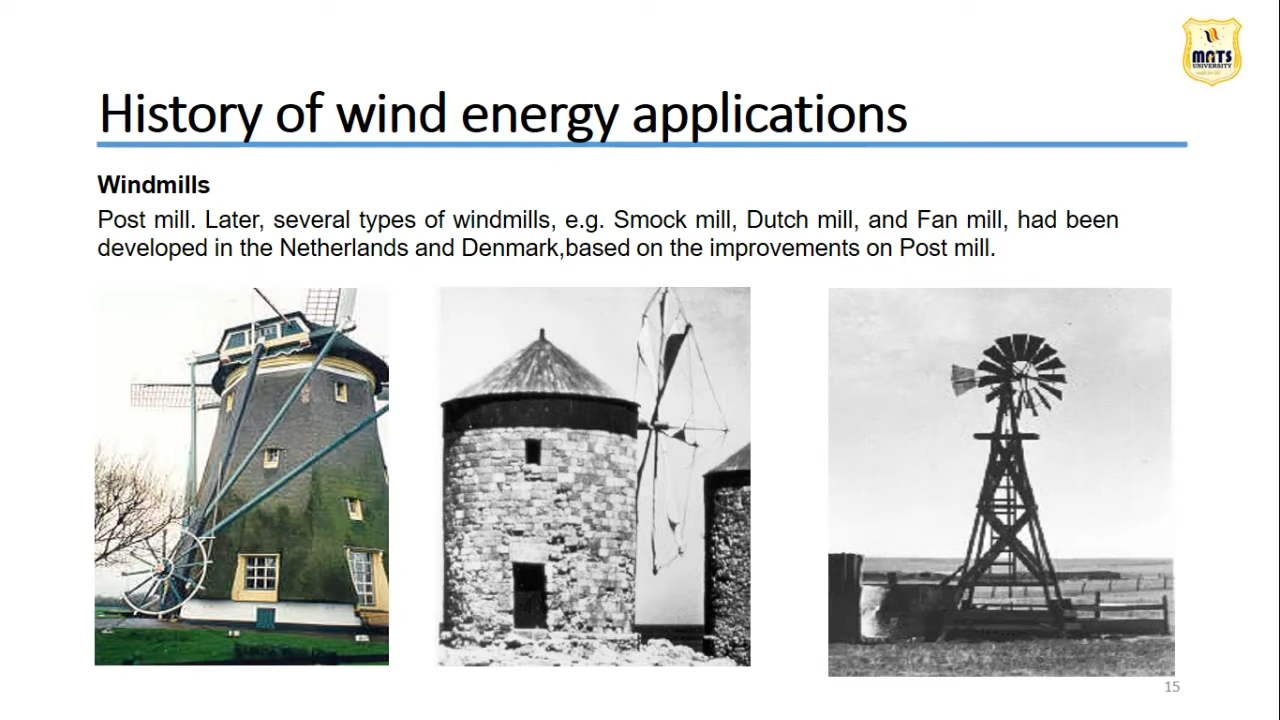 MATS
UNIVERSITY
History of wind energy applications
Windmills
Post mill. Later, several types of windmills, e.g. Smock mill, Dutch mill, and Fan mill, had been
developed in the Netherlands and Denmark,based on the improvements on Post mill.
15